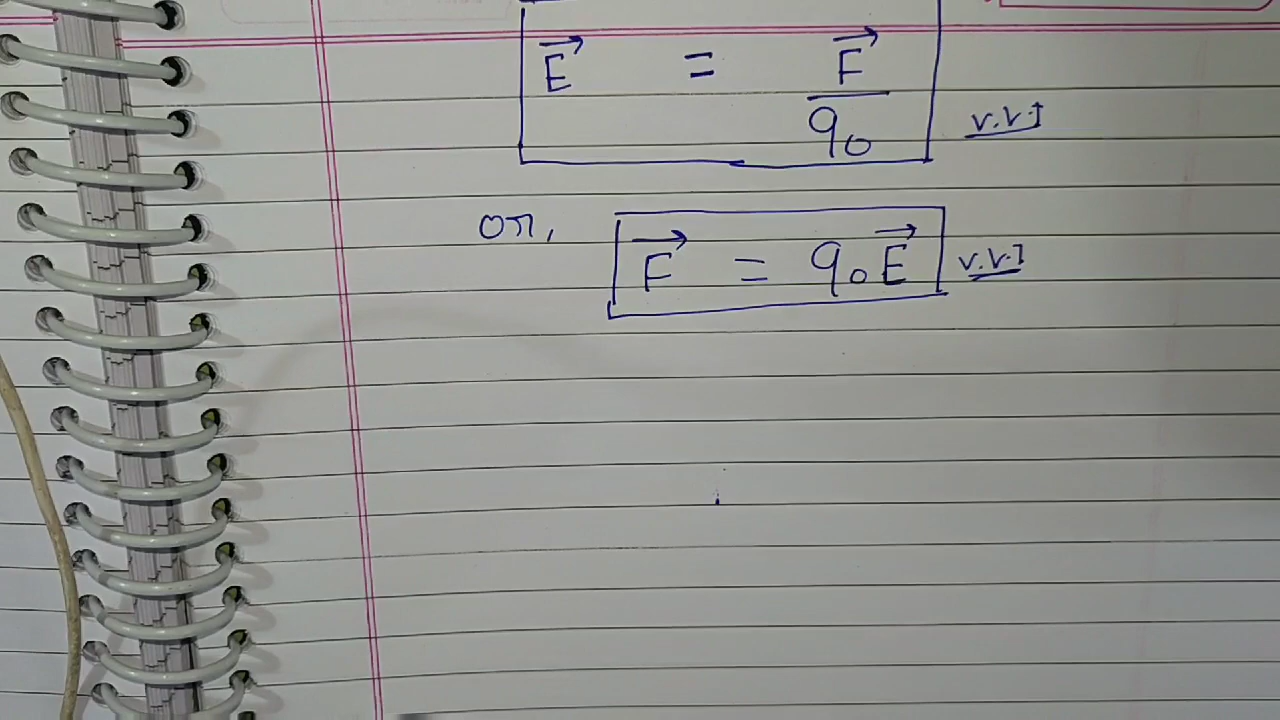 E⃗ = F⃗ / q₀ v.v.I
or, F⃗ = q₀E⃗ v.v.I